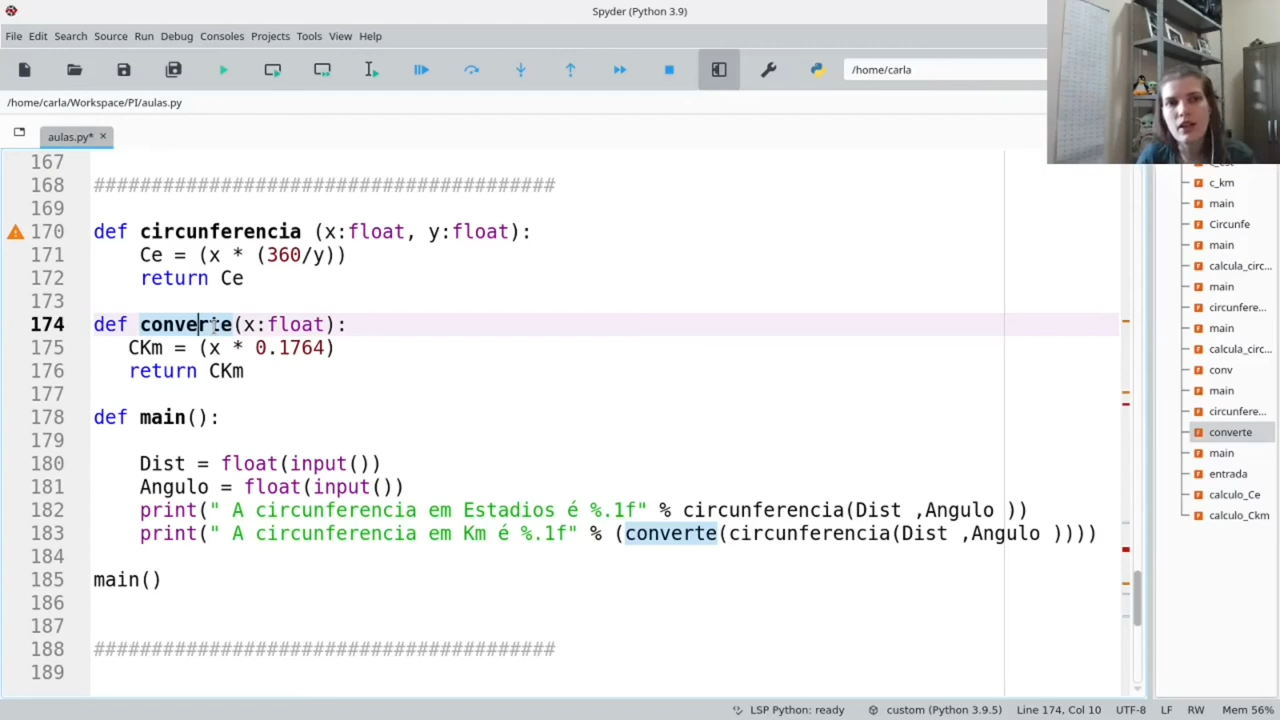 Spyder (Python 3.9)
File Edit Search Source Run Debug Consoles Projects Tools View Help
/home/carla
/home/carla/Workspace/PI/aulas.py
aulas.py*
167
168 ########################################
169
170 def circunferencia (x:float, y:float):
171 Ce = (x * (360/y))
172 return Ce
173
174 def converte(x:float):
175 CKm = (x * 0.1764)
176 return CKm
177
178 def main():
179
180 Dist = float(input())
181 Angulo = float(input())
182 print(" A circunferencia em Estadios é %.1f" % circunferencia(Dist ,Angulo ))
183 print(" A circunferencia em Km é %.1f" % (converte(circunferencia(Dist ,Angulo ))))
184
185 main()
186
187
188 ########################################
189
c_km
main
Circunfe
main
calcula_circ...
main
circunfere...
main
calcula_circ...
conv
main
circunfere...
converte
main
entrada
calculo_Ce
calculo_Ckm
LSP Python: ready custom (Python 3.9.5) Line 174, Col 10 UTF-8 LF RW Mem 56%